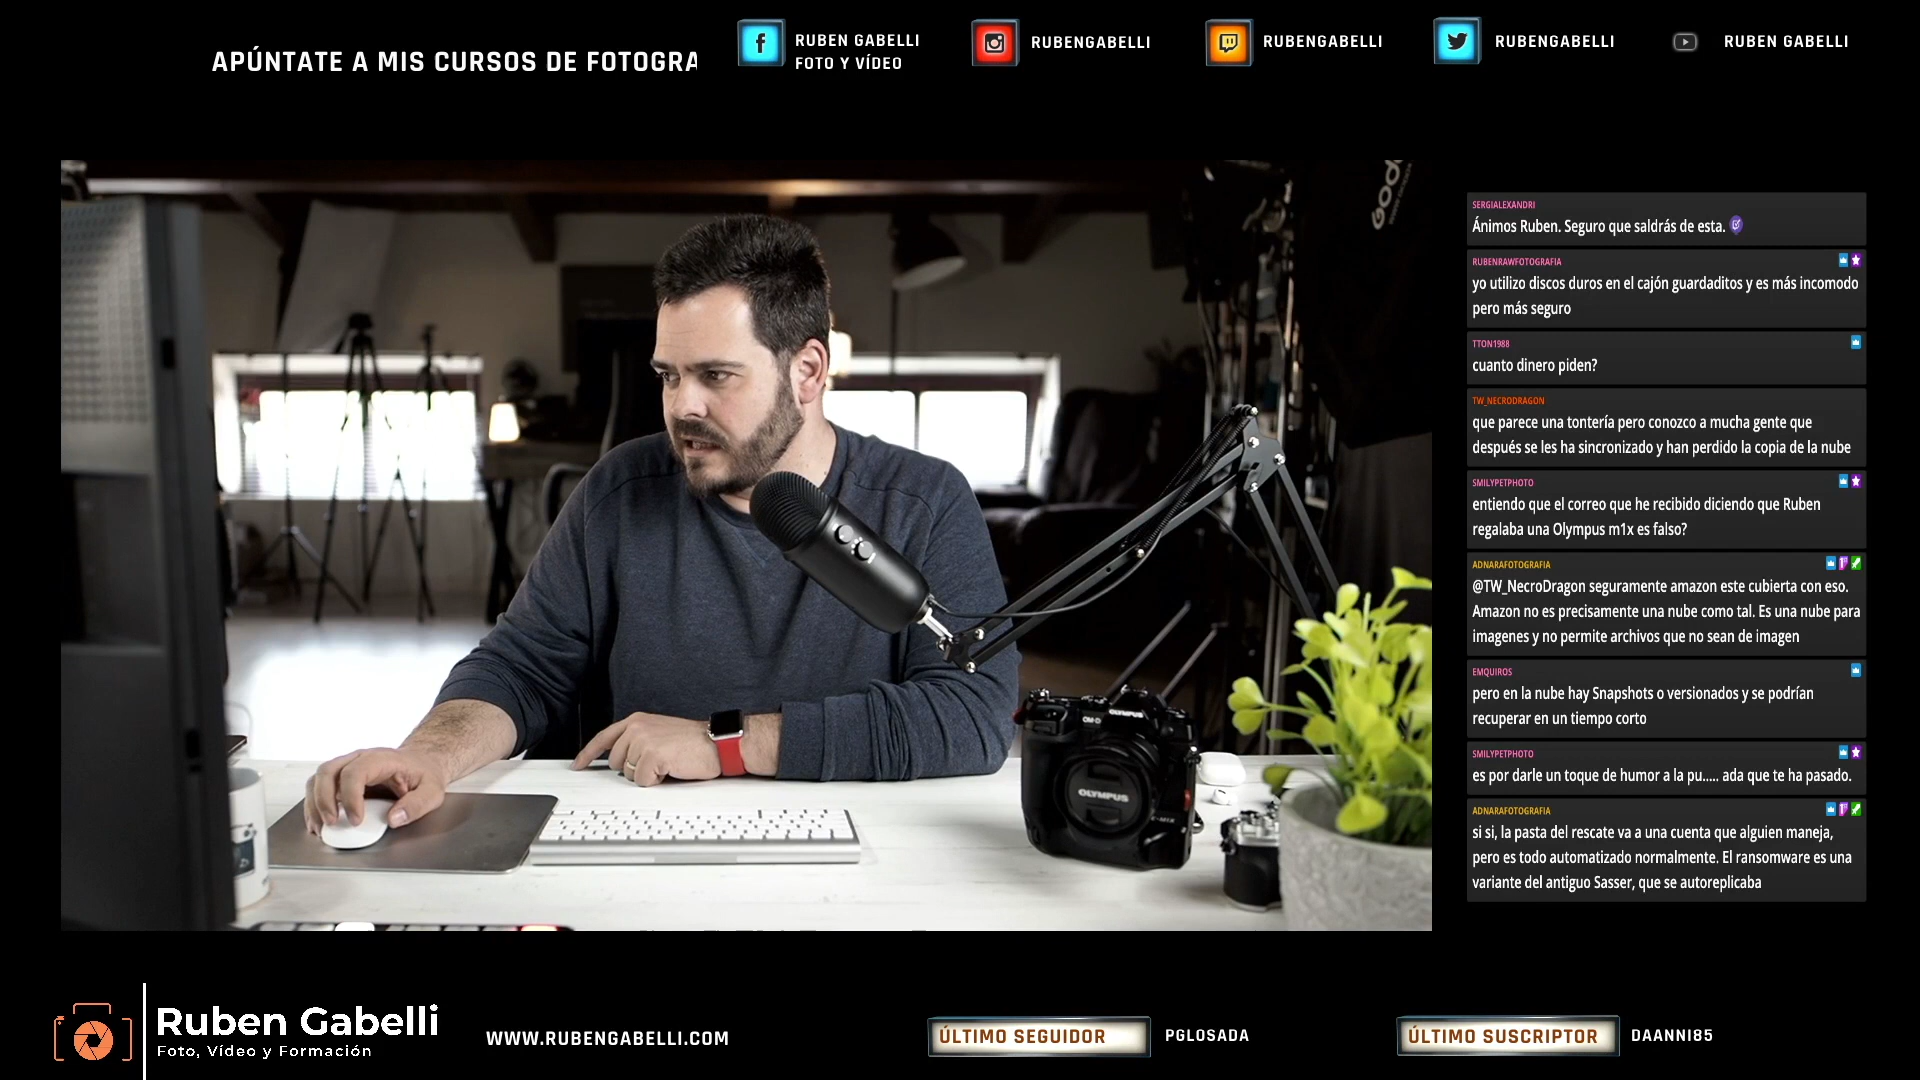 APÚNTATE A MIS CURSOS DE FOTOGRA
RUBEN GABELLI
FOTO Y VÍDEO
RUBENGABELLI
RUBENGABELLI
RUBENGABELLI
RUBEN GABELLI
SERGIALEXANDRI
Ánimos Ruben. Seguro que saldrás de esta.
RUBENRAWFOTOGRAFIA
yo utilizo discos duros en el cajón guardaditos y es más incomodo
pero más seguro
TTON1988
cuanto dinero piden?
TW_NECRODRAGON
que parece una tontería pero conozco a mucha gente que
después se les ha sincronizado y han perdido la copia de la nube
SMILYPETPHOTO
entiendo que el correo que he recibido diciendo que Ruben
regalaba una Olympus m1x es falso?
ADNARAFOTOGRAFIA
@TW_NecroDragon seguramente amazon este cubierta con eso.
Amazon no es precisamente una nube como tal. Es una nube para
imagenes y no permite archivos que no sean de imagen
EMQUIROS
pero en la nube hay Snapshots o versionados y se podrían
recuperar en un tiempo corto
SMILYPETPHOTO
es por darle un toque de humor a la pu..... ada que te ha pasado.
ADNARAFOTOGRAFIA
si si, la pasta del rescate va a una cuenta que alguien maneja,
pero es todo automatizado normalmente. El ransomware es una
variante del antiguo Sasser, que se autoreplicaba
OM-D
OLYMPUS
OLYMPUS
E-M1X
Ruben Gabelli
Foto, Vídeo y Formación
WWW.RUBENGABELLI.COM
ÚLTIMO SEGUIDOR
PGLOSADA
ÚLTIMO SUSCRIPTOR
DAANNI85